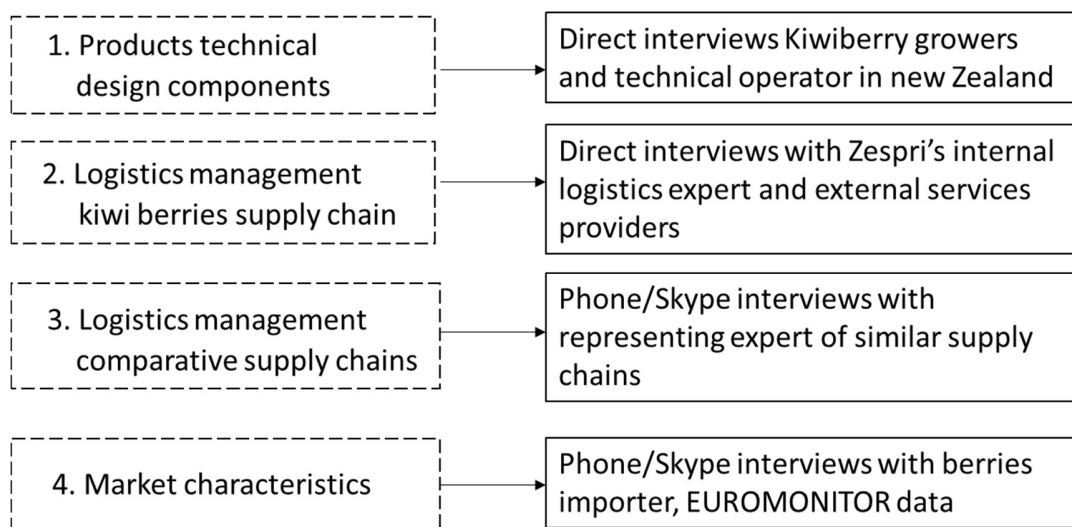 1. Products technical
design components
Direct interviews Kiwiberry growers
and technical operator in new Zealand
2. Logistics management
kiwi berries supply chain
Direct interviews with Zespri’s internal
logistics expert and external services
providers
3. Logistics management
comparative supply chains
Phone/Skype interviews with
representing expert of similar supply
chains
4. Market characteristics
Phone/Skype interviews with berries
importer, EUROMONITOR data